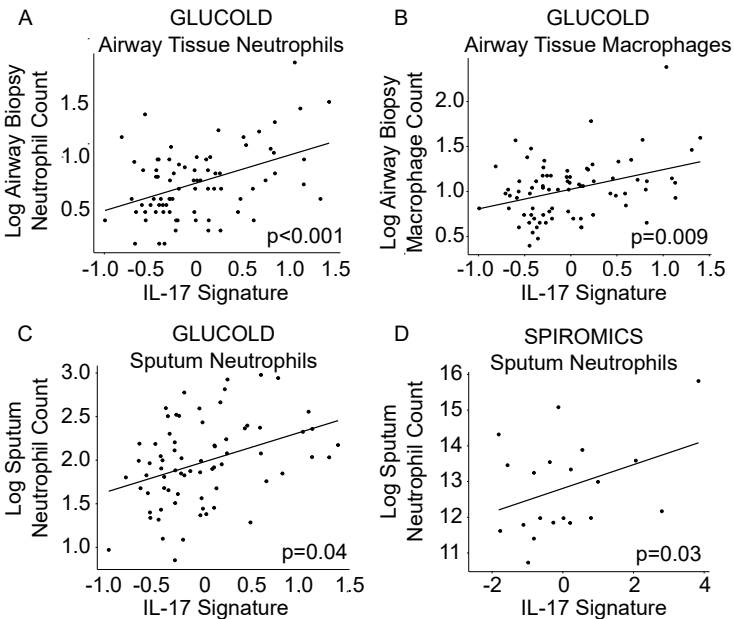 A
GLUCOLD
Airway Tissue Neutrophils
Log Airway Biopsy
Neutrophil Count
1.5
1.0
0.5
p<0.001
-1.0 -0.5 0 0.5 1.0 1.5
IL-17 Signature
B
GLUCOLD
Airway Tissue Macrophages
Log Airway Biopsy
Macrophage Count
2.0
1.5
1.0
0.5
p=0.009
-1.0 -0.5 0 0.5 1.0 1.5
IL-17 Signature
C
GLUCOLD
Sputum Neutrophils
Log Sputum
Neutrophil Count
3.0
2.5
2.0
1.5
1.0
p=0.04
-1.0 -0.5 0 0.5 1.0 1.5
IL-17 Signature
D
SPIROMICS
Sputum Neutrophils
Log Sputum
Neutrophil Count
16
15
14
13
12
11
p=0.03
-2 0 2 4
IL-17 Signature